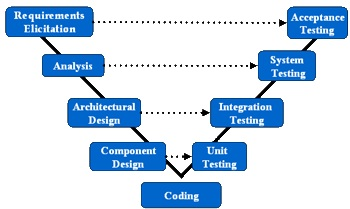 Requirements
Elicitation
Acceptance
Testing
Analysis
System
Testing
Architectural
Design
Integration
Testing
Component
Design
Unit
Testing
Coding